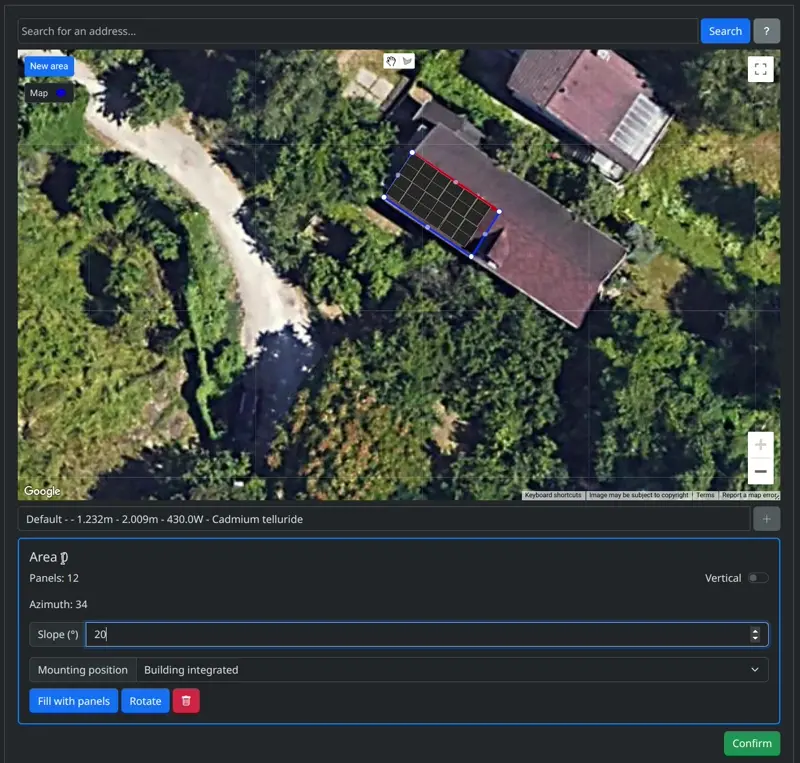 Search for an address...
Search
?
New area
Map
Google
Keyboard shortcuts
Image may be subject to copyright
Terms
Report a map error
Default - - 1.232m - 2.009m - 430.0W - Cadmium telluride
+
Area 0
Panels: 12
Vertical
Azimuth: 34
Slope (°)
20
Mounting position
Building integrated
Fill with panels
Rotate
Confirm